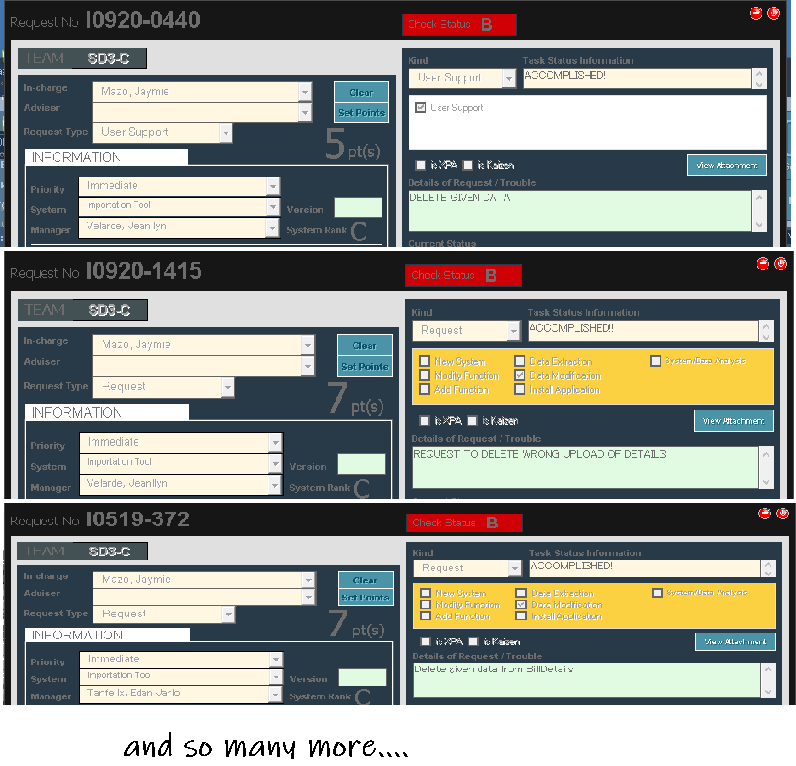 Request No I0920-0440
Check Status B
TEAM SD3-C
In-charge Mazo, Jaymie
Clear
Adviser
Set Points
Request Type User Support
5 pt(s)
INFORMATION
Priority Immediate
System Importation Tool
Version
Manager Velarde, Jeanllyn
System Rank C
Kind
Task Status Information
User Support
ACCOMPLISHED!
User Support
is XPA is Kaizen
View Attachment
Details of Request / Trouble
DELETE GIVEN DATA
Current Status
Request No I0920-1415
Check Status B
TEAM SD3-C
In-charge Mazo, Jaymie
Clear
Adviser
Set Points
Request Type Request
7 pt(s)
INFORMATION
Priority Immediate
System Importation Tool
Version
Manager Velarde, Jeanllyn
System Rank C
Kind
Task Status Information
Request
ACCOMPLISHED!!
New System Data Extraction System/Data Analysis
Modify Function Data Modification
Add Function Install Application
is XPA is Kaizen
View Attachment
Details of Request / Trouble
REQUEST TO DELETE WRONG UPLOAD OF DETAILS
Request No I0519-372
Check Status B
TEAM SD3-C
In-charge Mazo, Jaymie
Clear
Adviser
Set Points
Request Type Request
7 pt(s)
INFORMATION
Priority Immediate
System Importation Tool
Version
Manager
System Rank C
Kind
Task Status Information
Request
ACCOMPLISHED!
New System Data Extraction System/Data Analysis
Modify Function Data Modification
Add Function Install Application
is XPA is Kaizen
View Attachment
Details of Request / Trouble
Delete given data from BillDetails
and so many more....